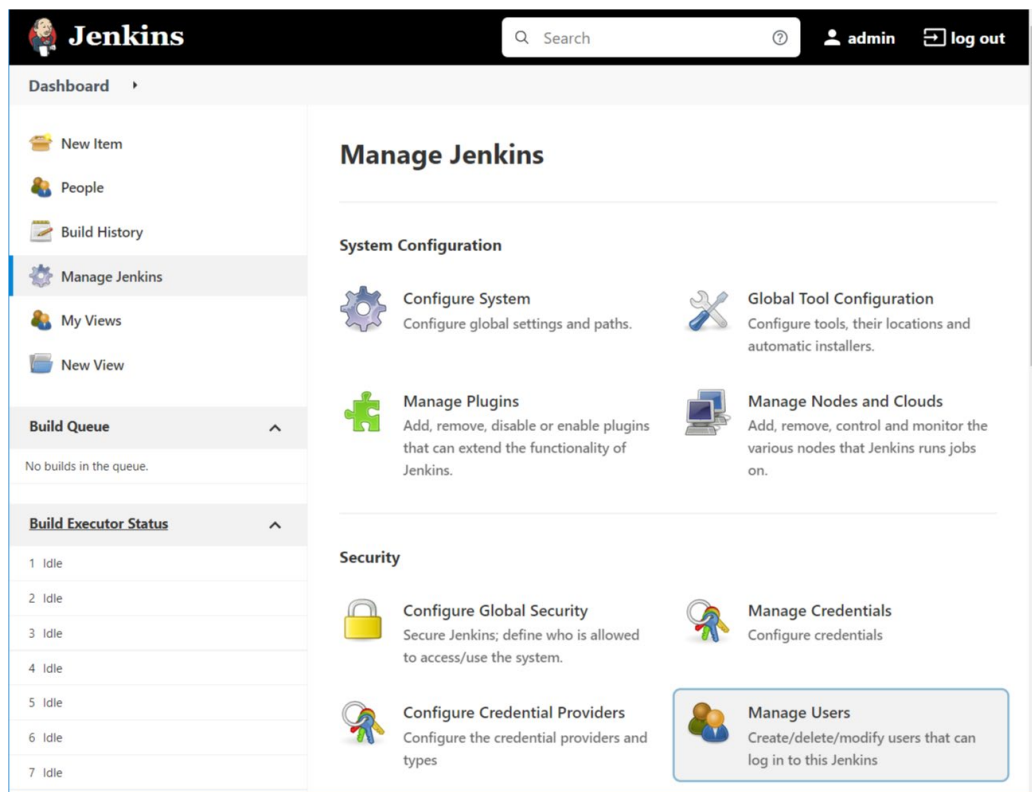 Jenkins
Search
admin
log out
Dashboard
New Item
People
Build History
Manage Jenkins
My Views
New View
Build Queue
No builds in the queue.
Build Executor Status
1 Idle
2 Idle
3 Idle
4 Idle
5 Idle
6 Idle
7 Idle
Manage Jenkins
System Configuration
Configure System
Configure global settings and paths.
Global Tool Configuration
Configure tools, their locations and
automatic installers.
Manage Plugins
Add, remove, disable or enable plugins
that can extend the functionality of
Jenkins.
Manage Nodes and Clouds
Add, remove, control and monitor the
various nodes that Jenkins runs jobs
on.
Security
Configure Global Security
Secure Jenkins; define who is allowed
to access/use the system.
Manage Credentials
Configure credentials
Configure Credential Providers
Configure the credential providers and
types
Manage Users
Create/delete/modify users that can
log in to this Jenkins